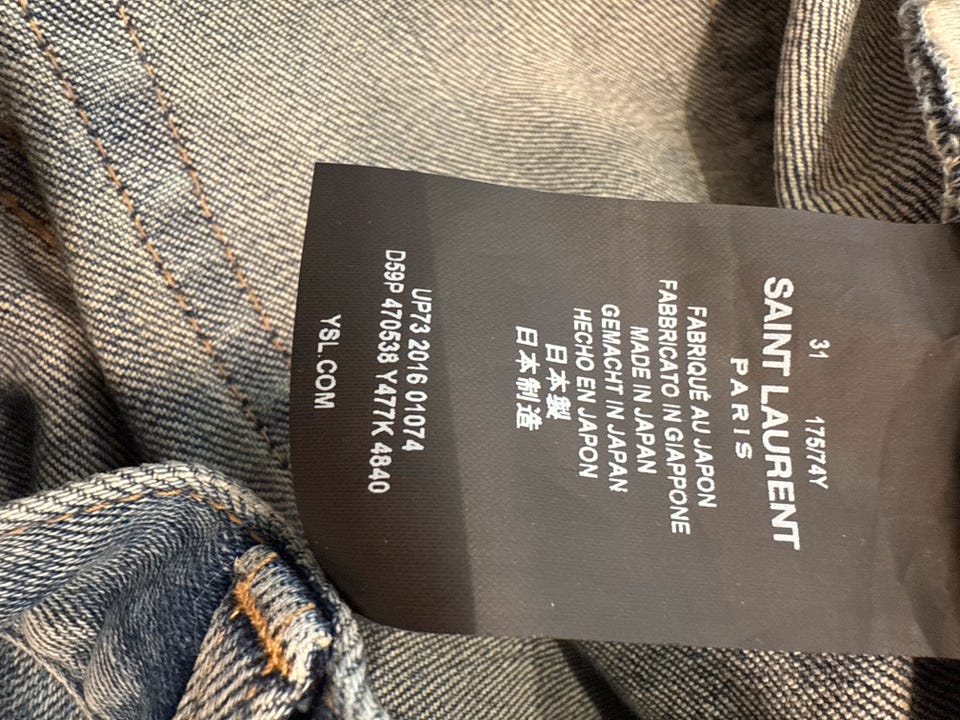 31 175/74Y
SAINT LAURENT
PARIS
FABRIQUÉ AU JAPON
FABBRICATO IN GIAPPONE
MADE IN JAPAN
GEMACHT IN JAPAN
HECHO EN JAPON
日本製
日本制造
UP73 2016 01074
D59P 470538 Y477K 4840
YSL.COM